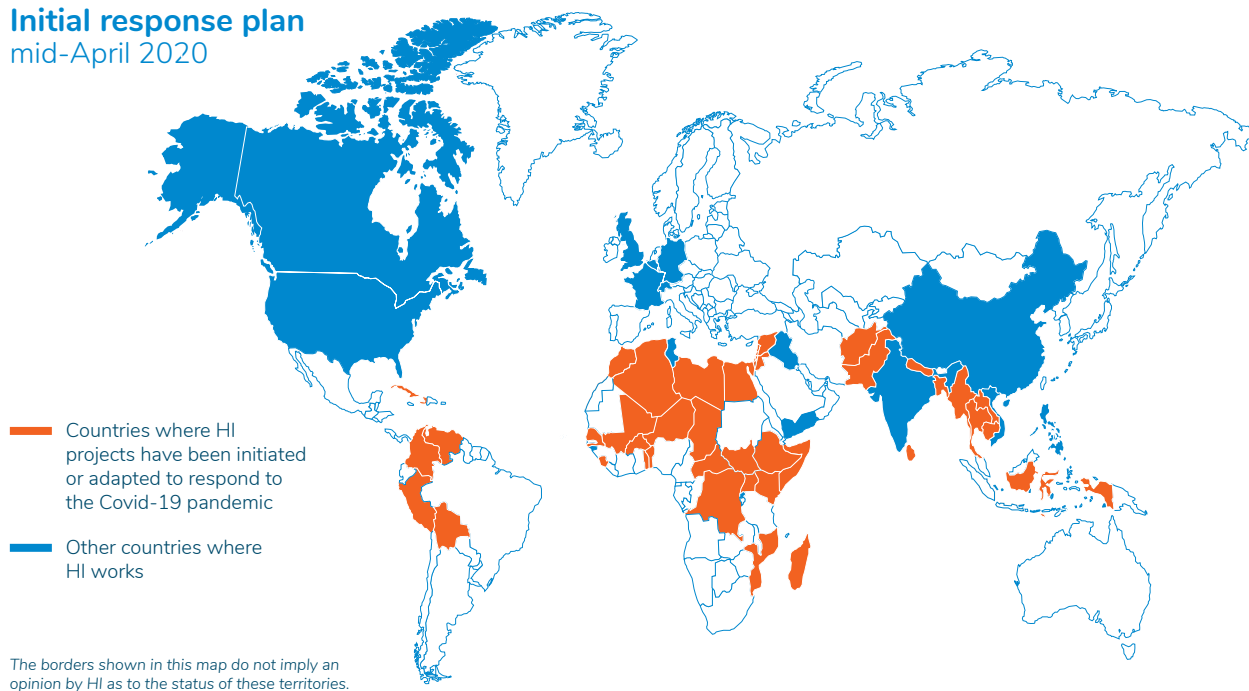 Initial response plan
mid-April 2020
Countries where HI
projects have been initiated
or adapted to respond to
the Covid-19 pandemic
Other countries where
HI works
The borders shown in this map do not imply an
opinion by HI as to the status of these territories.